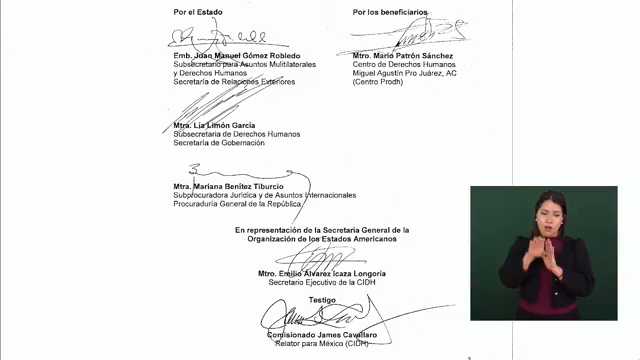 Por el Estado
Por los beneficiarios
Emb. Juan Manuel Gómez Robledo
Subsecretario para Asuntos Multilaterales
y Derechos Humanos
Secretaría de Relaciones Exteriores
Mtro. Mario Patrón Sánchez
Centro de Derechos Humanos
Miguel Agustín Pro Juárez, AC
(Centro Prodh)
Mtra. Lia Limón García
Subsecretaria de Derechos Humanos
Secretaría de Gobernación
Mtra. Mariana Benítez Tiburcio
Subprocuradora Jurídica y de Asuntos Internacionales
Procuraduría General de la República
En representación de la Secretaría General de la
Organización de los Estados Americanos
Mtro. Emilio Álvarez Icaza Longoria
Secretario Ejecutivo de la CIDH
Testigo
Comisionado James Cavallaro
Relator para México (CIDH)